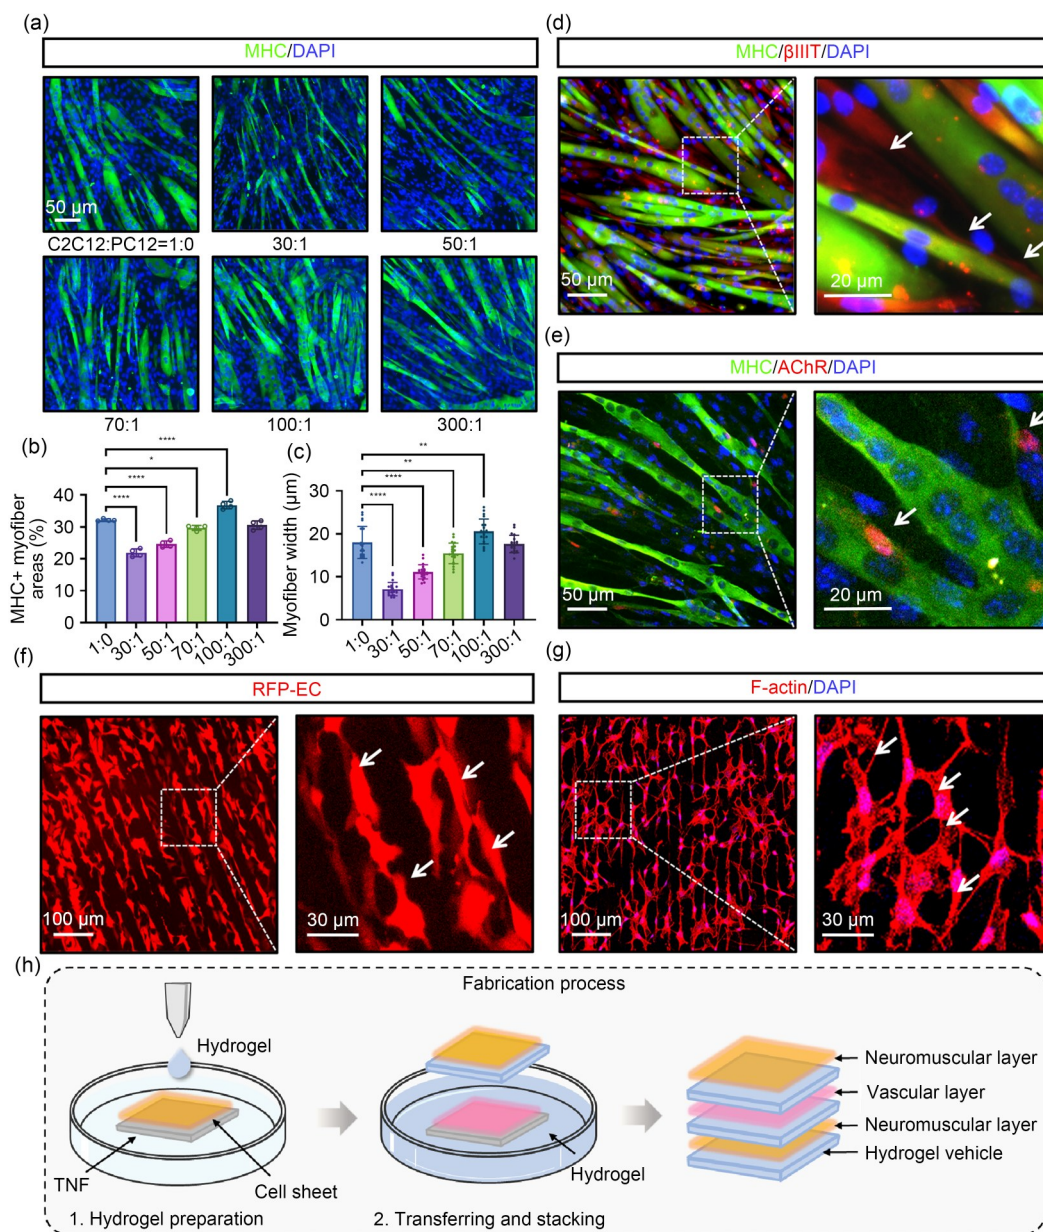 (a)
MHC/DAPI
50 μm
C2C12:PC12=1:0
30:1
50:1
70:1
100:1
300:1
(b)
****
*
****
****
MHC+ myofiber
areas (%)
40
30
20
10
0
1:0
30:1
50:1
70:1
100:1
300:1
(c)
**
**
****
****
Myofiber width (μm)
30
20
10
0
1:0
30:1
50:1
70:1
100:1
300:1
(d)
MHC/βIIIT/DAPI
50 μm
20 μm
(e)
MHC/AChR/DAPI
50 μm
20 μm
(f)
RFP-EC
100 μm
30 μm
(g)
F-actin/DAPI
100 μm
30 μm
(h)
Fabrication process
Hydrogel
TNF
Cell sheet
1. Hydrogel preparation
Hydrogel
2. Transferring and stacking
Neuromuscular layer
Vascular layer
Neuromuscular layer
Hydrogel vehicle